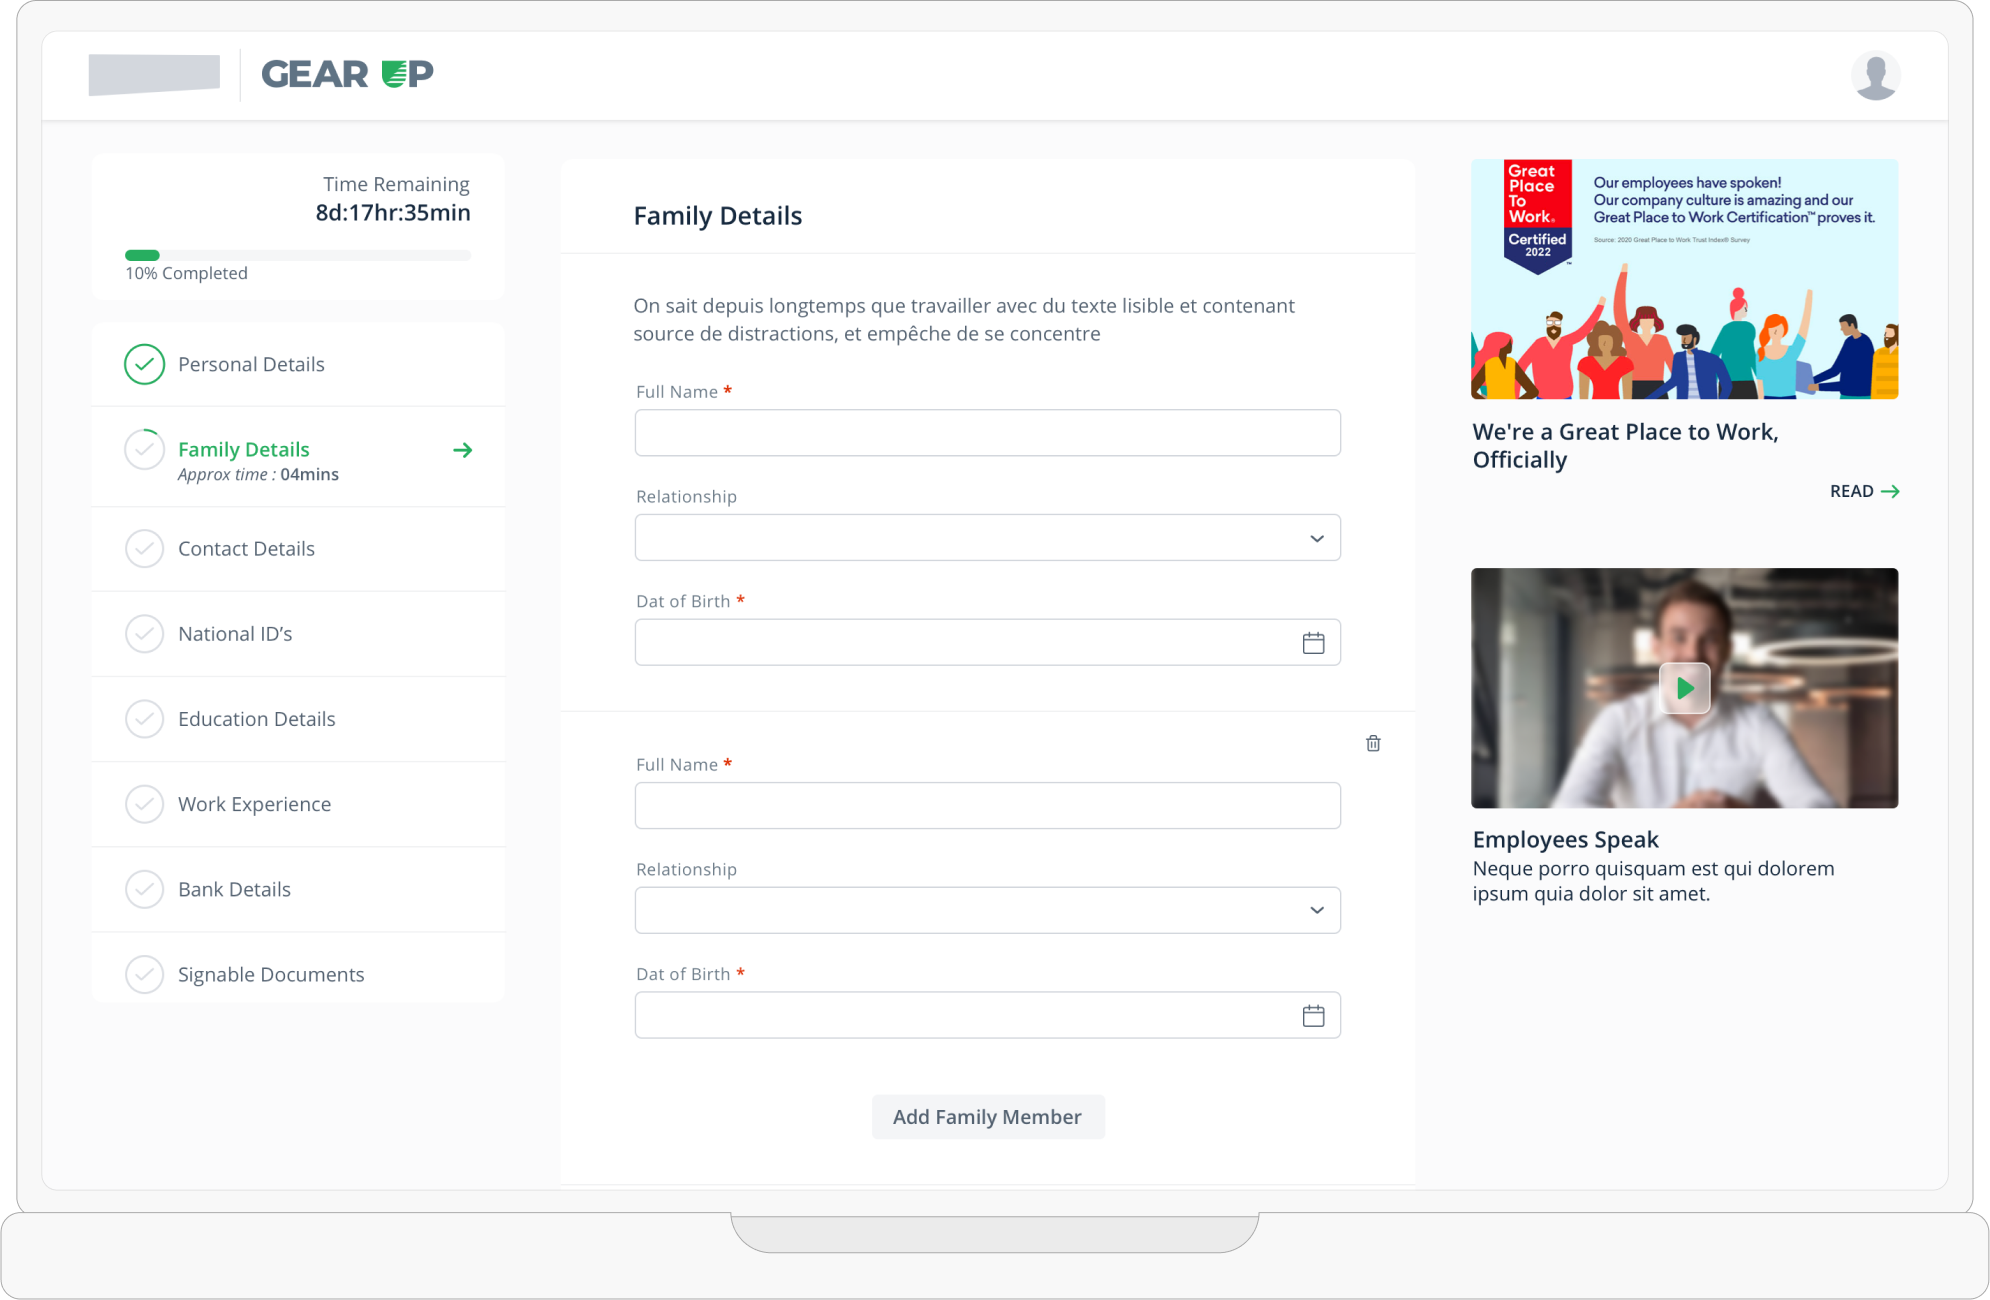 GEAR UP
Time Remaining
8d:17hr:35min
10% Completed
Personal Details
Family Details
Approx time : 04mins
Contact Details
National ID’s
Education Details
Work Experience
Bank Details
Signable Documents
Family Details
On sait depuis longtemps que travailler avec du texte lisible et contenant
source de distractions, et empêche de se concentre
Full Name *
Relationship
Dat of Birth *
Full Name *
Relationship
Dat of Birth *
Add Family Member
Great
Place
To
Work.
Certified
2022
™
Our employees have spoken!
Our company culture is amazing and our
Great Place to Work Certification™ proves it.
Source: 2020 Great Place to Work Trust Index® Survey
We're a Great Place to Work,
Officially
READ
Employees Speak
Neque porro quisquam est qui dolorem
ipsum quia dolor sit amet.